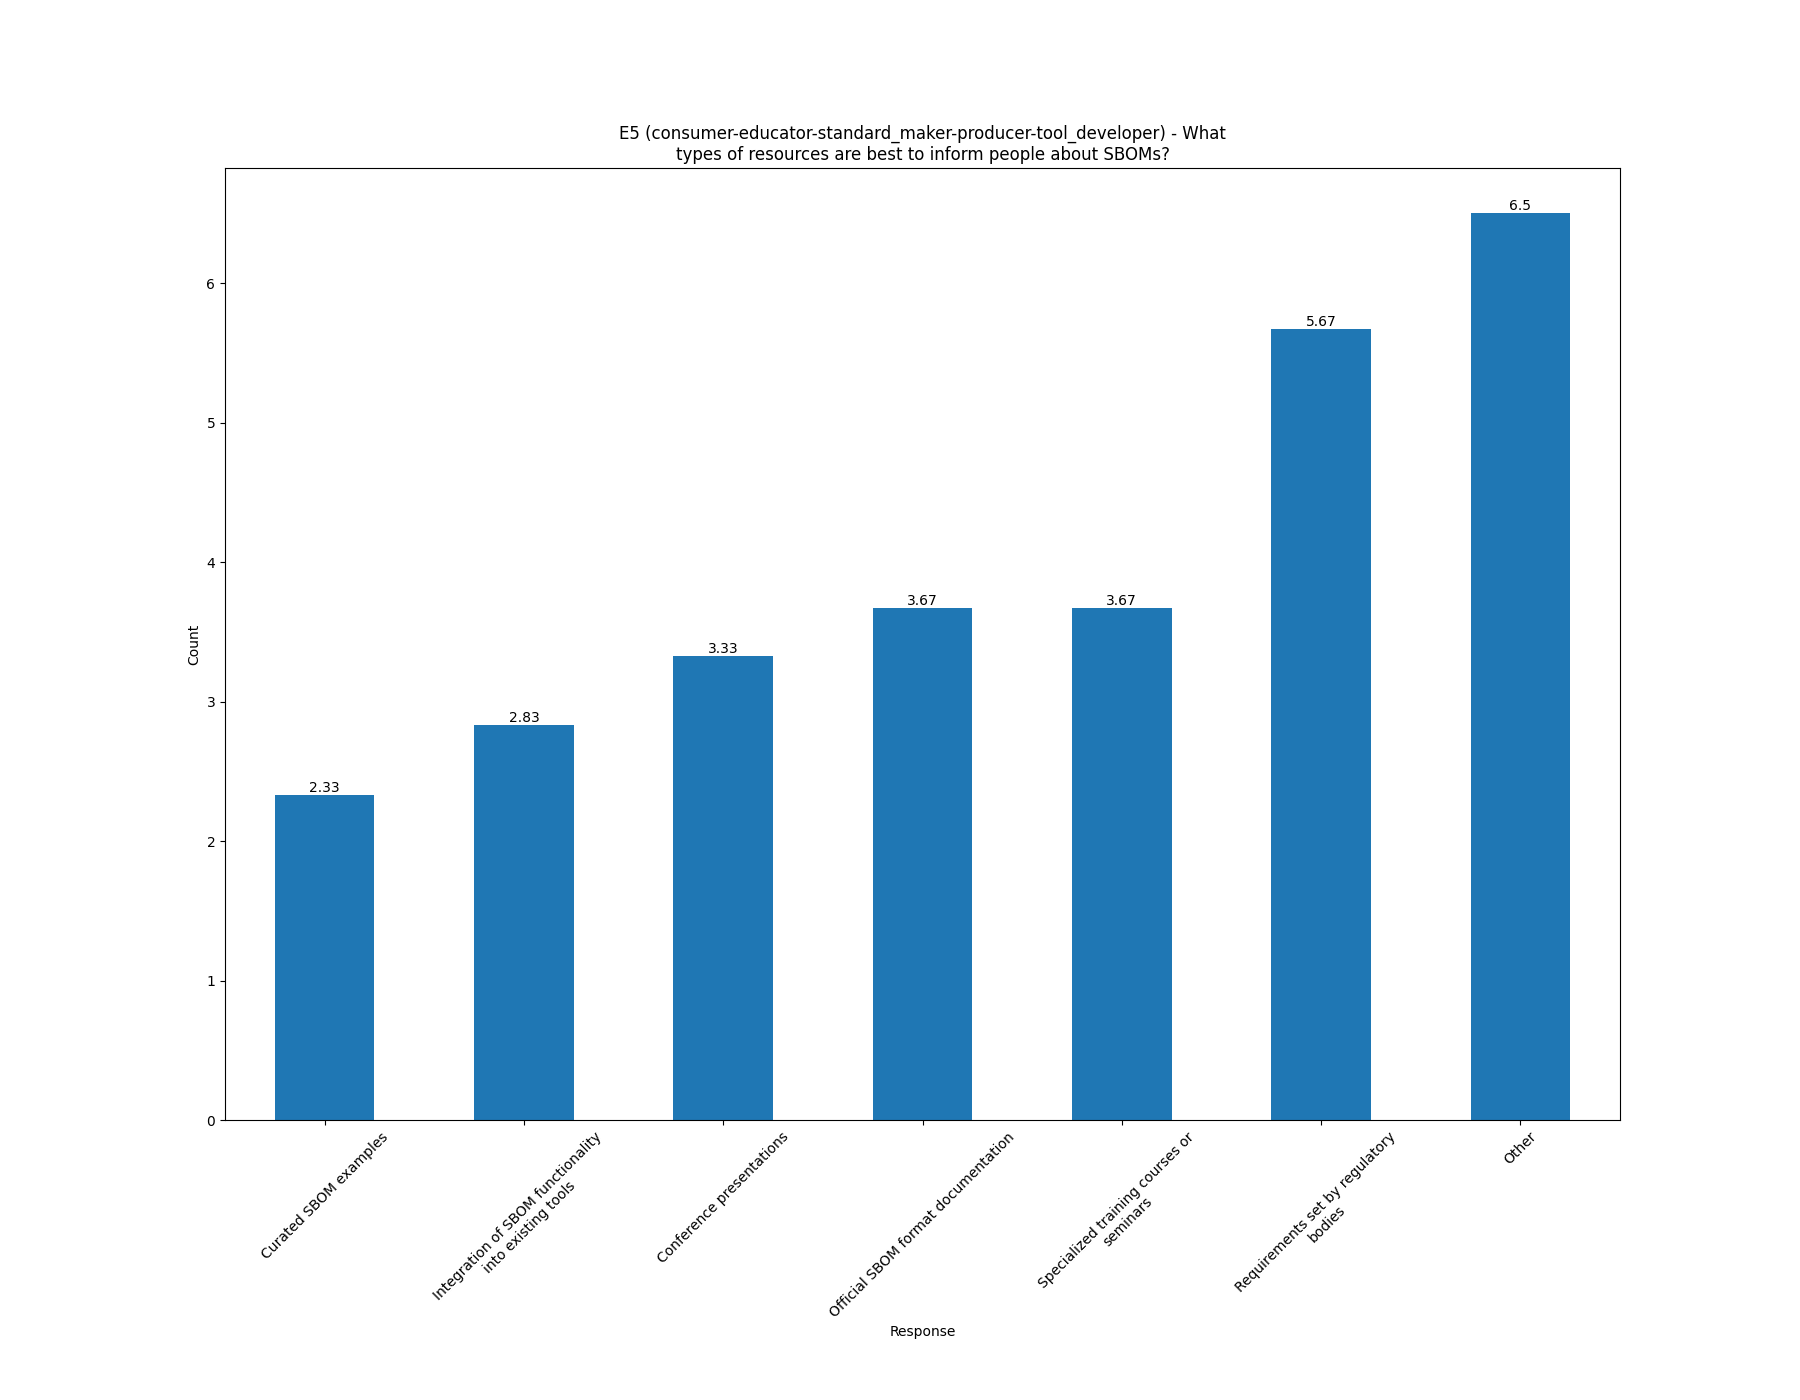 E5 (consumer-educator-standard_maker-producer-tool_developer) - What
types of resources are best to inform people about SBOMs?
6.5
6
5.67
5
4
3.67
3.67
Count
3.33
3
2.83
2.33
2
1
0
Curated SBOM examples
Integration of SBOM functionality
into existing tools
Conference presentations
Official SBOM format documentation
Specialized training courses or
seminars
Requirements set by regulatory
bodies
Other
Response